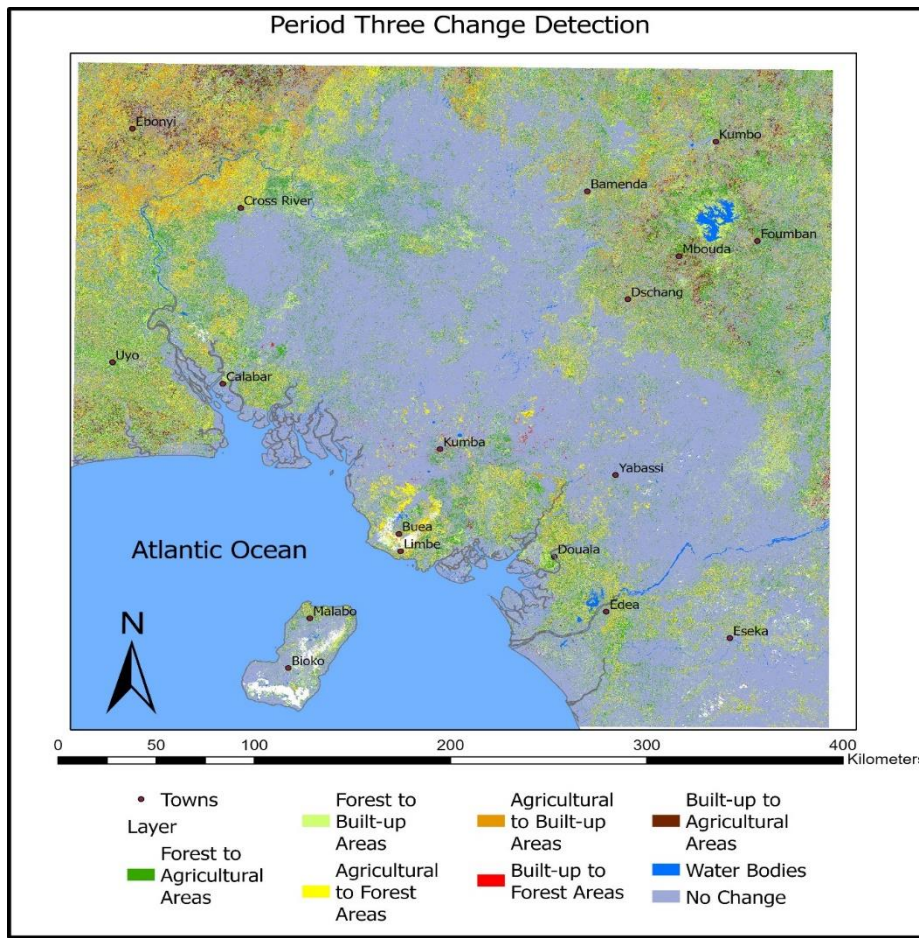 Period Three Change Detection
Ebonyi
Kumbo
Bamenda
Cross River
Foumban
Mbouda
Dschang
Uyo
Calabar
Kumba
Yabassi
Buea
Limbe
Douala
Atlantic Ocean
Edea
Malabo
N
Eseka
Bioko
0 50 100 200 300 400
Kilometers
Towns
Layer
Forest to
Agricultural
Areas
Forest to
Built-up
Areas
Agricultural
to Forest
Areas
Agricultural
to Built-up
Areas
Built-up to
Forest Areas
Built-up to
Agricultural
Areas
Water Bodies
No Change